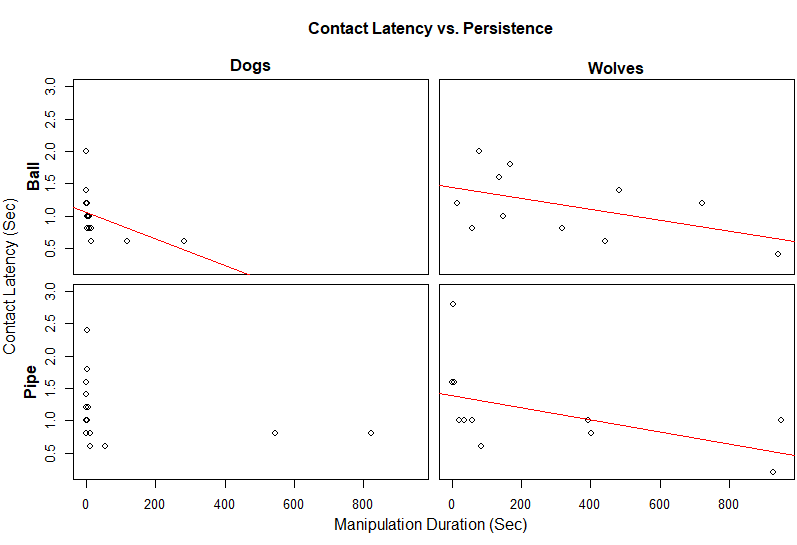 Contact Latency vs. Persistence
Dogs
Wolves
Contact Latency (Sec)
Ball
3.0
2.5
2.0
1.5
1.0
0.5
Pipe
3.0
2.5
2.0
1.5
1.0
0.5
0 200 400 600 800
0 200 400 600 800
Manipulation Duration (Sec)